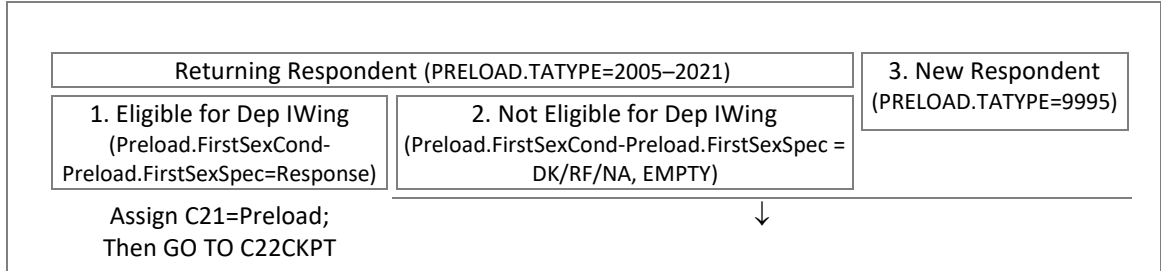 Returning Respondent (PRELOAD.TATYPE=2005–2021)
3. New Respondent
(PRELOAD.TATYPE=9995)
1. Eligible for Dep IWing
(Preload.FirstSexCond-
Preload.FirstSexSpec=Response)
2. Not Eligible for Dep IWing
(Preload.FirstSexCond-Preload.FirstSexSpec =
DK/RF/NA, EMPTY)
Assign C21=Preload;
Then GO TO C22CKPT
↓